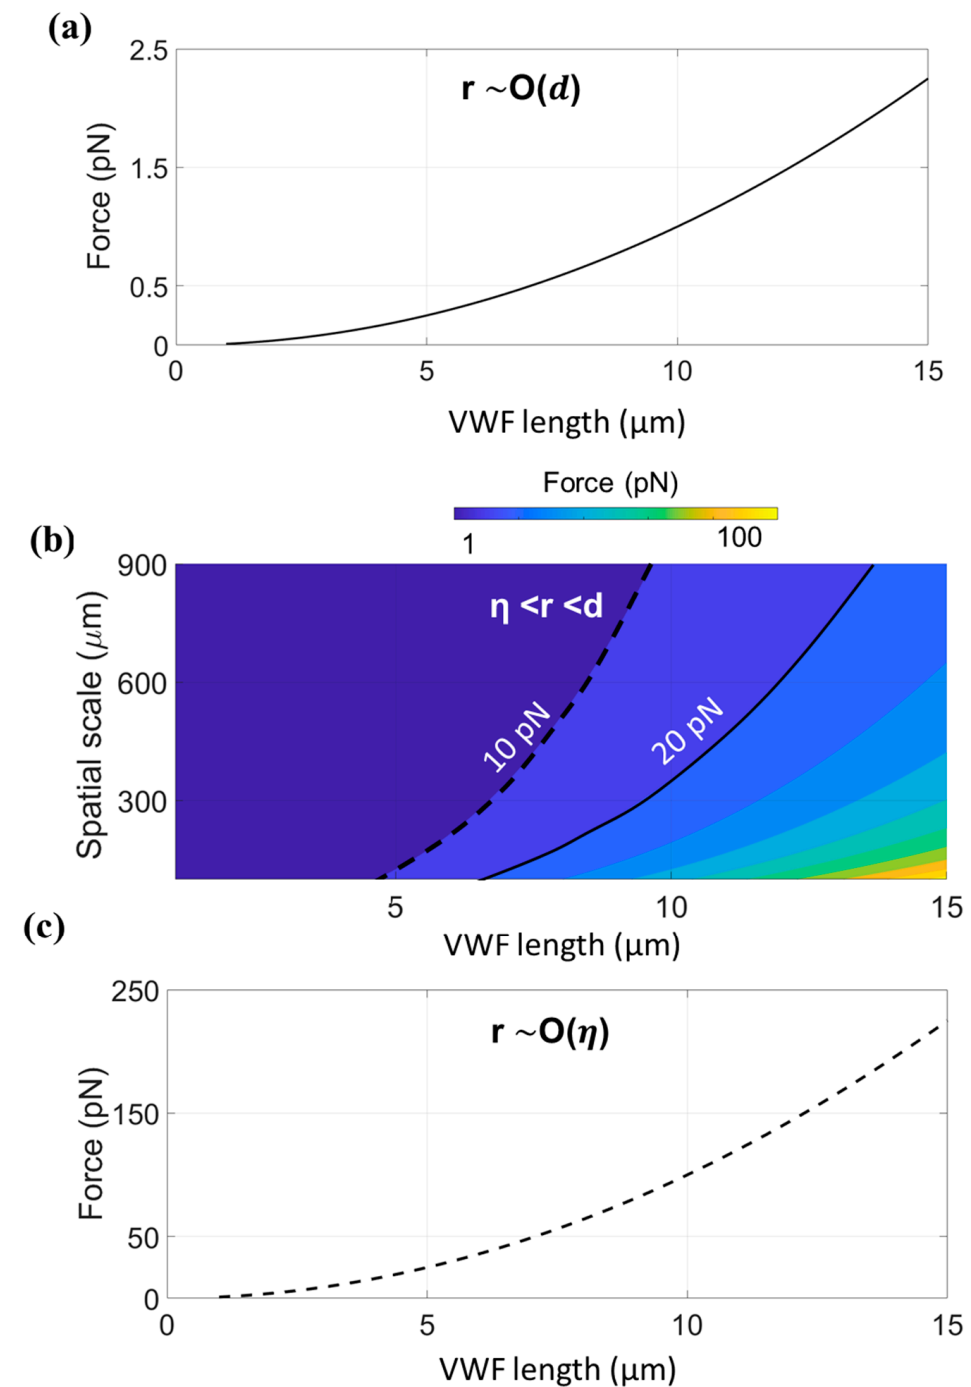 (a)
2.5
1.5
0.5
0
Force (pN)
r ~O(d)
0 5 10 15
VWF length (μm)
Force (pN)
1 100
(b)
900
600
300
Spatial scale (μm)
η <r <d
10 pN
20 pN
5 10 15
VWF length (μm)
(c)
250
150
50
0
Force (pN)
r ~O(η)
0 5 10 15
VWF length (μm)